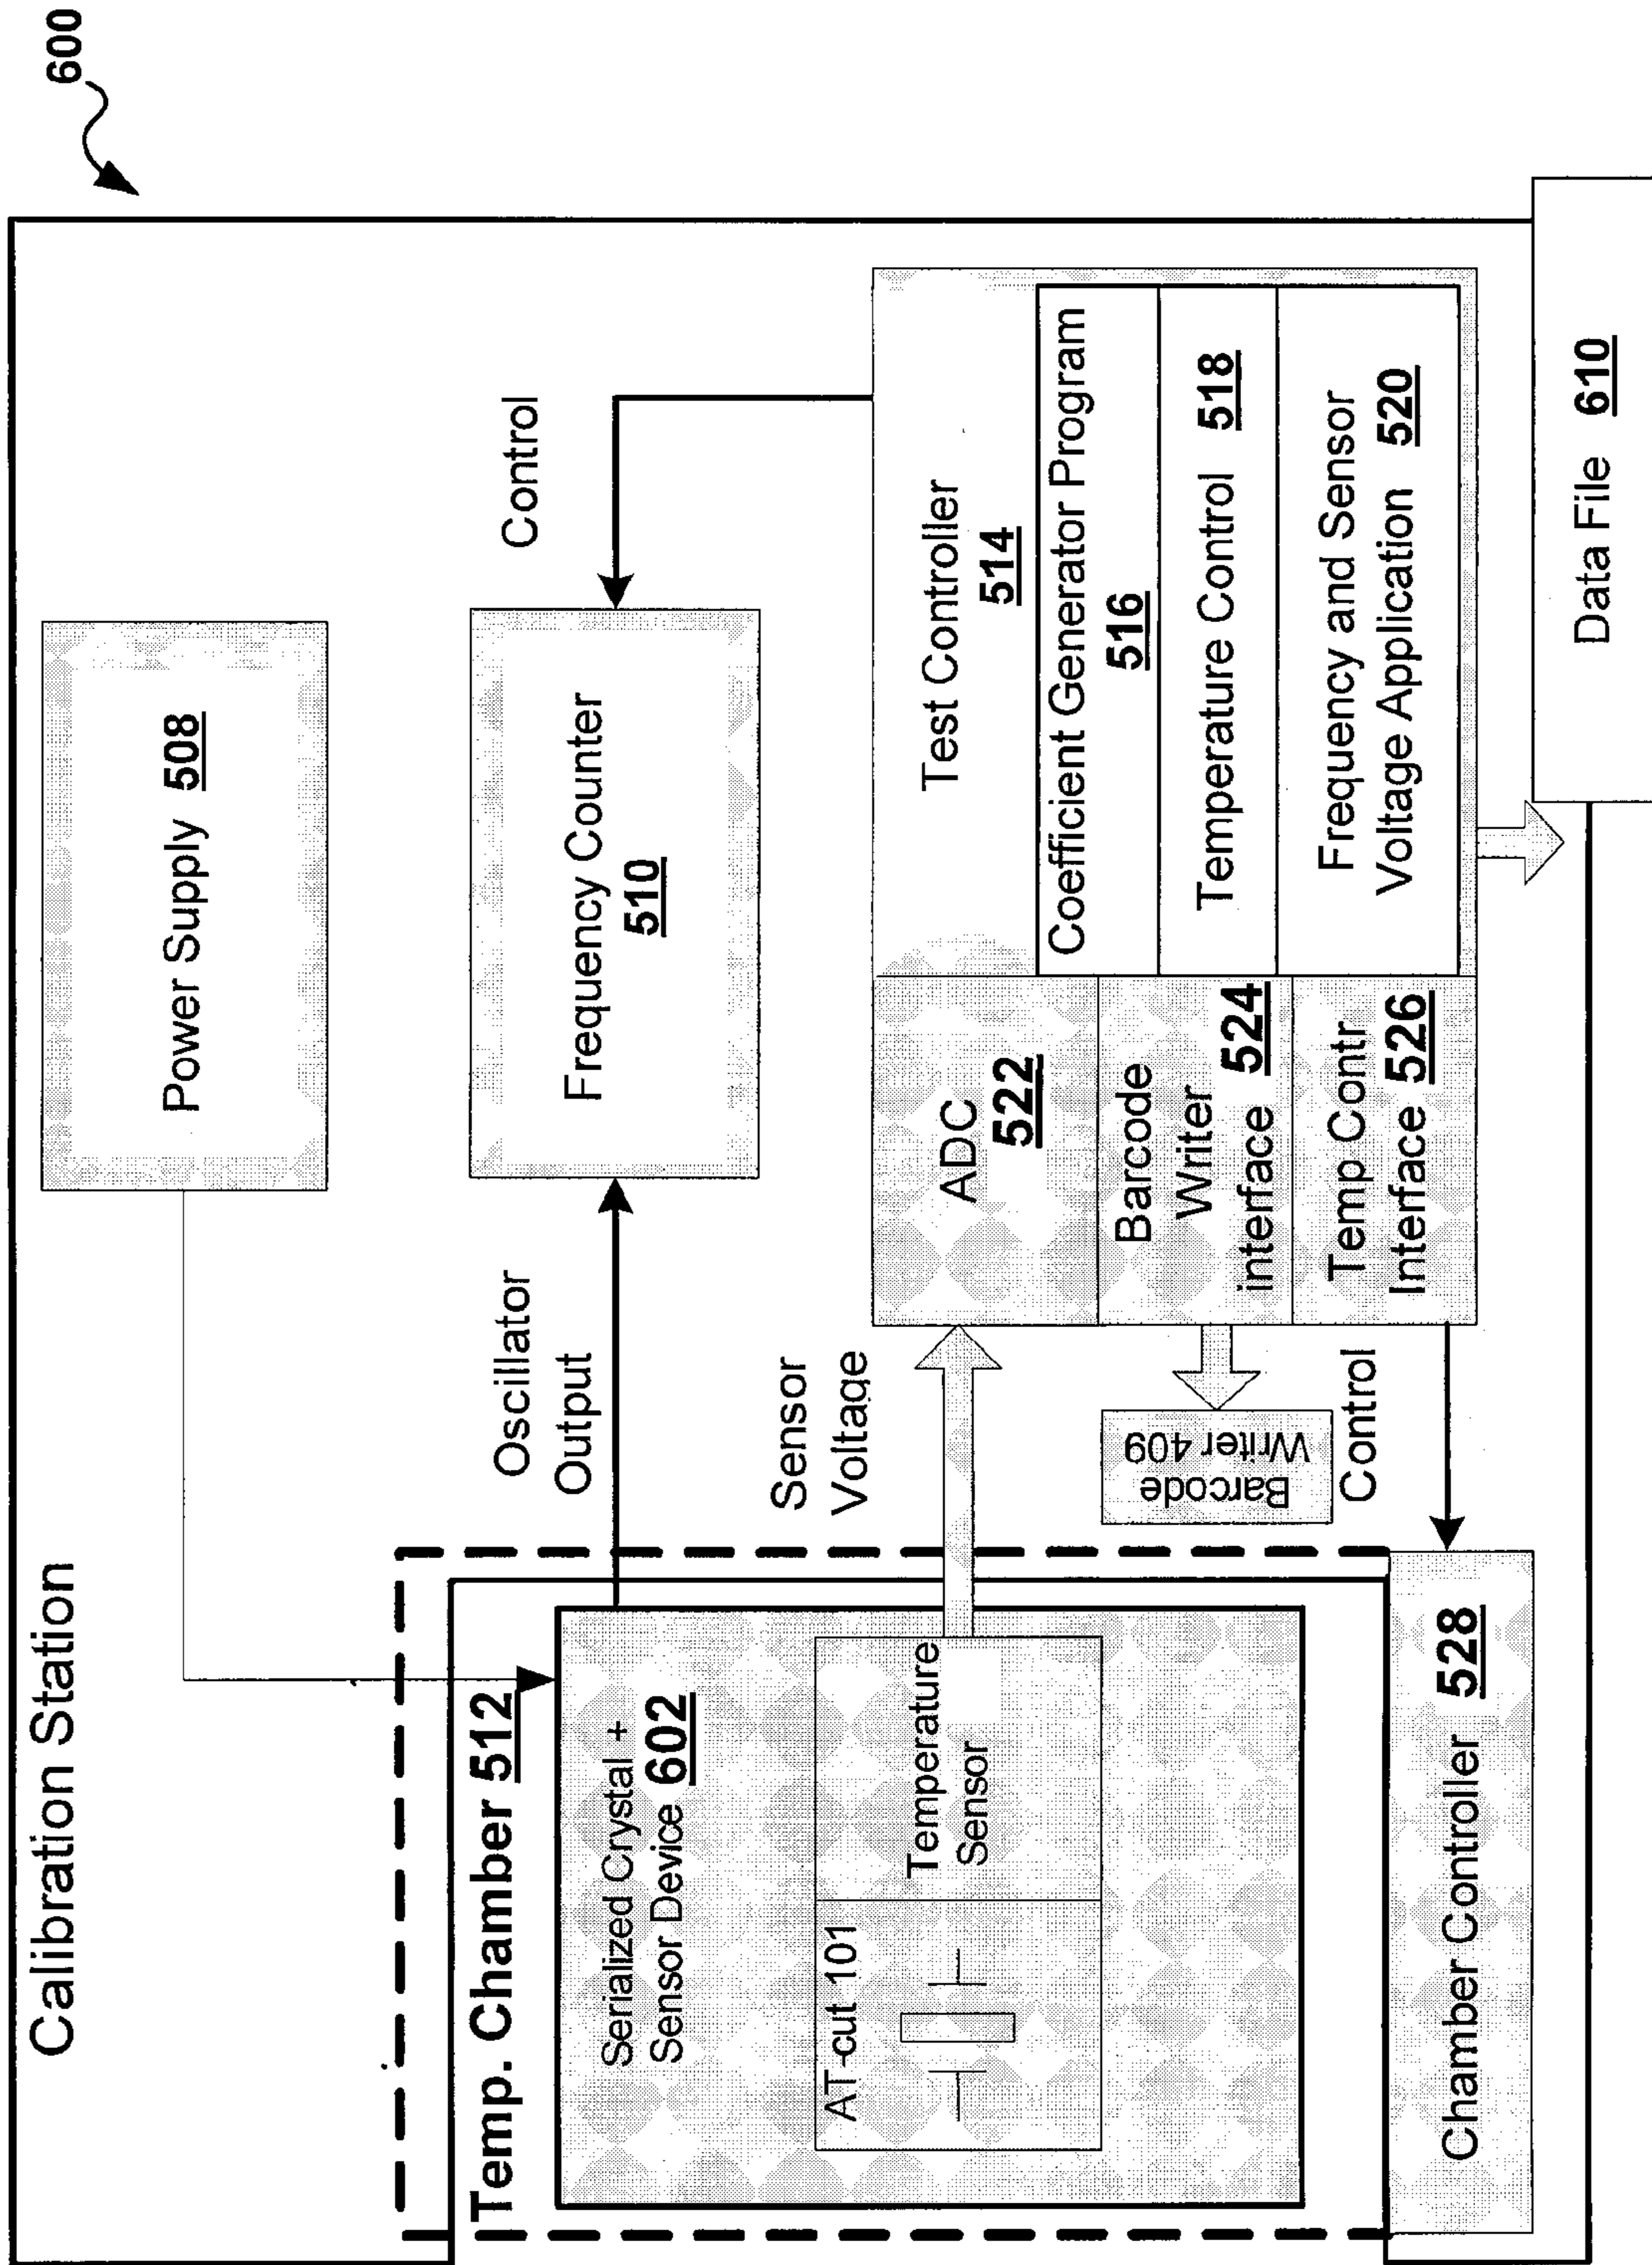 600
Calibration Station
Power Supply 508
Control
Oscillator
Output
Frequency Counter
510
Temp. Chamber 512
Serialized Crystal +
Sensor Device 602
AT-cut 101
Temperature
Sensor
Sensor
Voltage
Test Controller
514
ADC
522
Coefficient Generator Program
516
Barcode
Writer
interface 524
Temperature Control 518
Temp Contr
Interface 526
Frequency and Sensor
Voltage Application 520
Barcode
Writer 409
Control
Chamber Controller 528
Data File 610